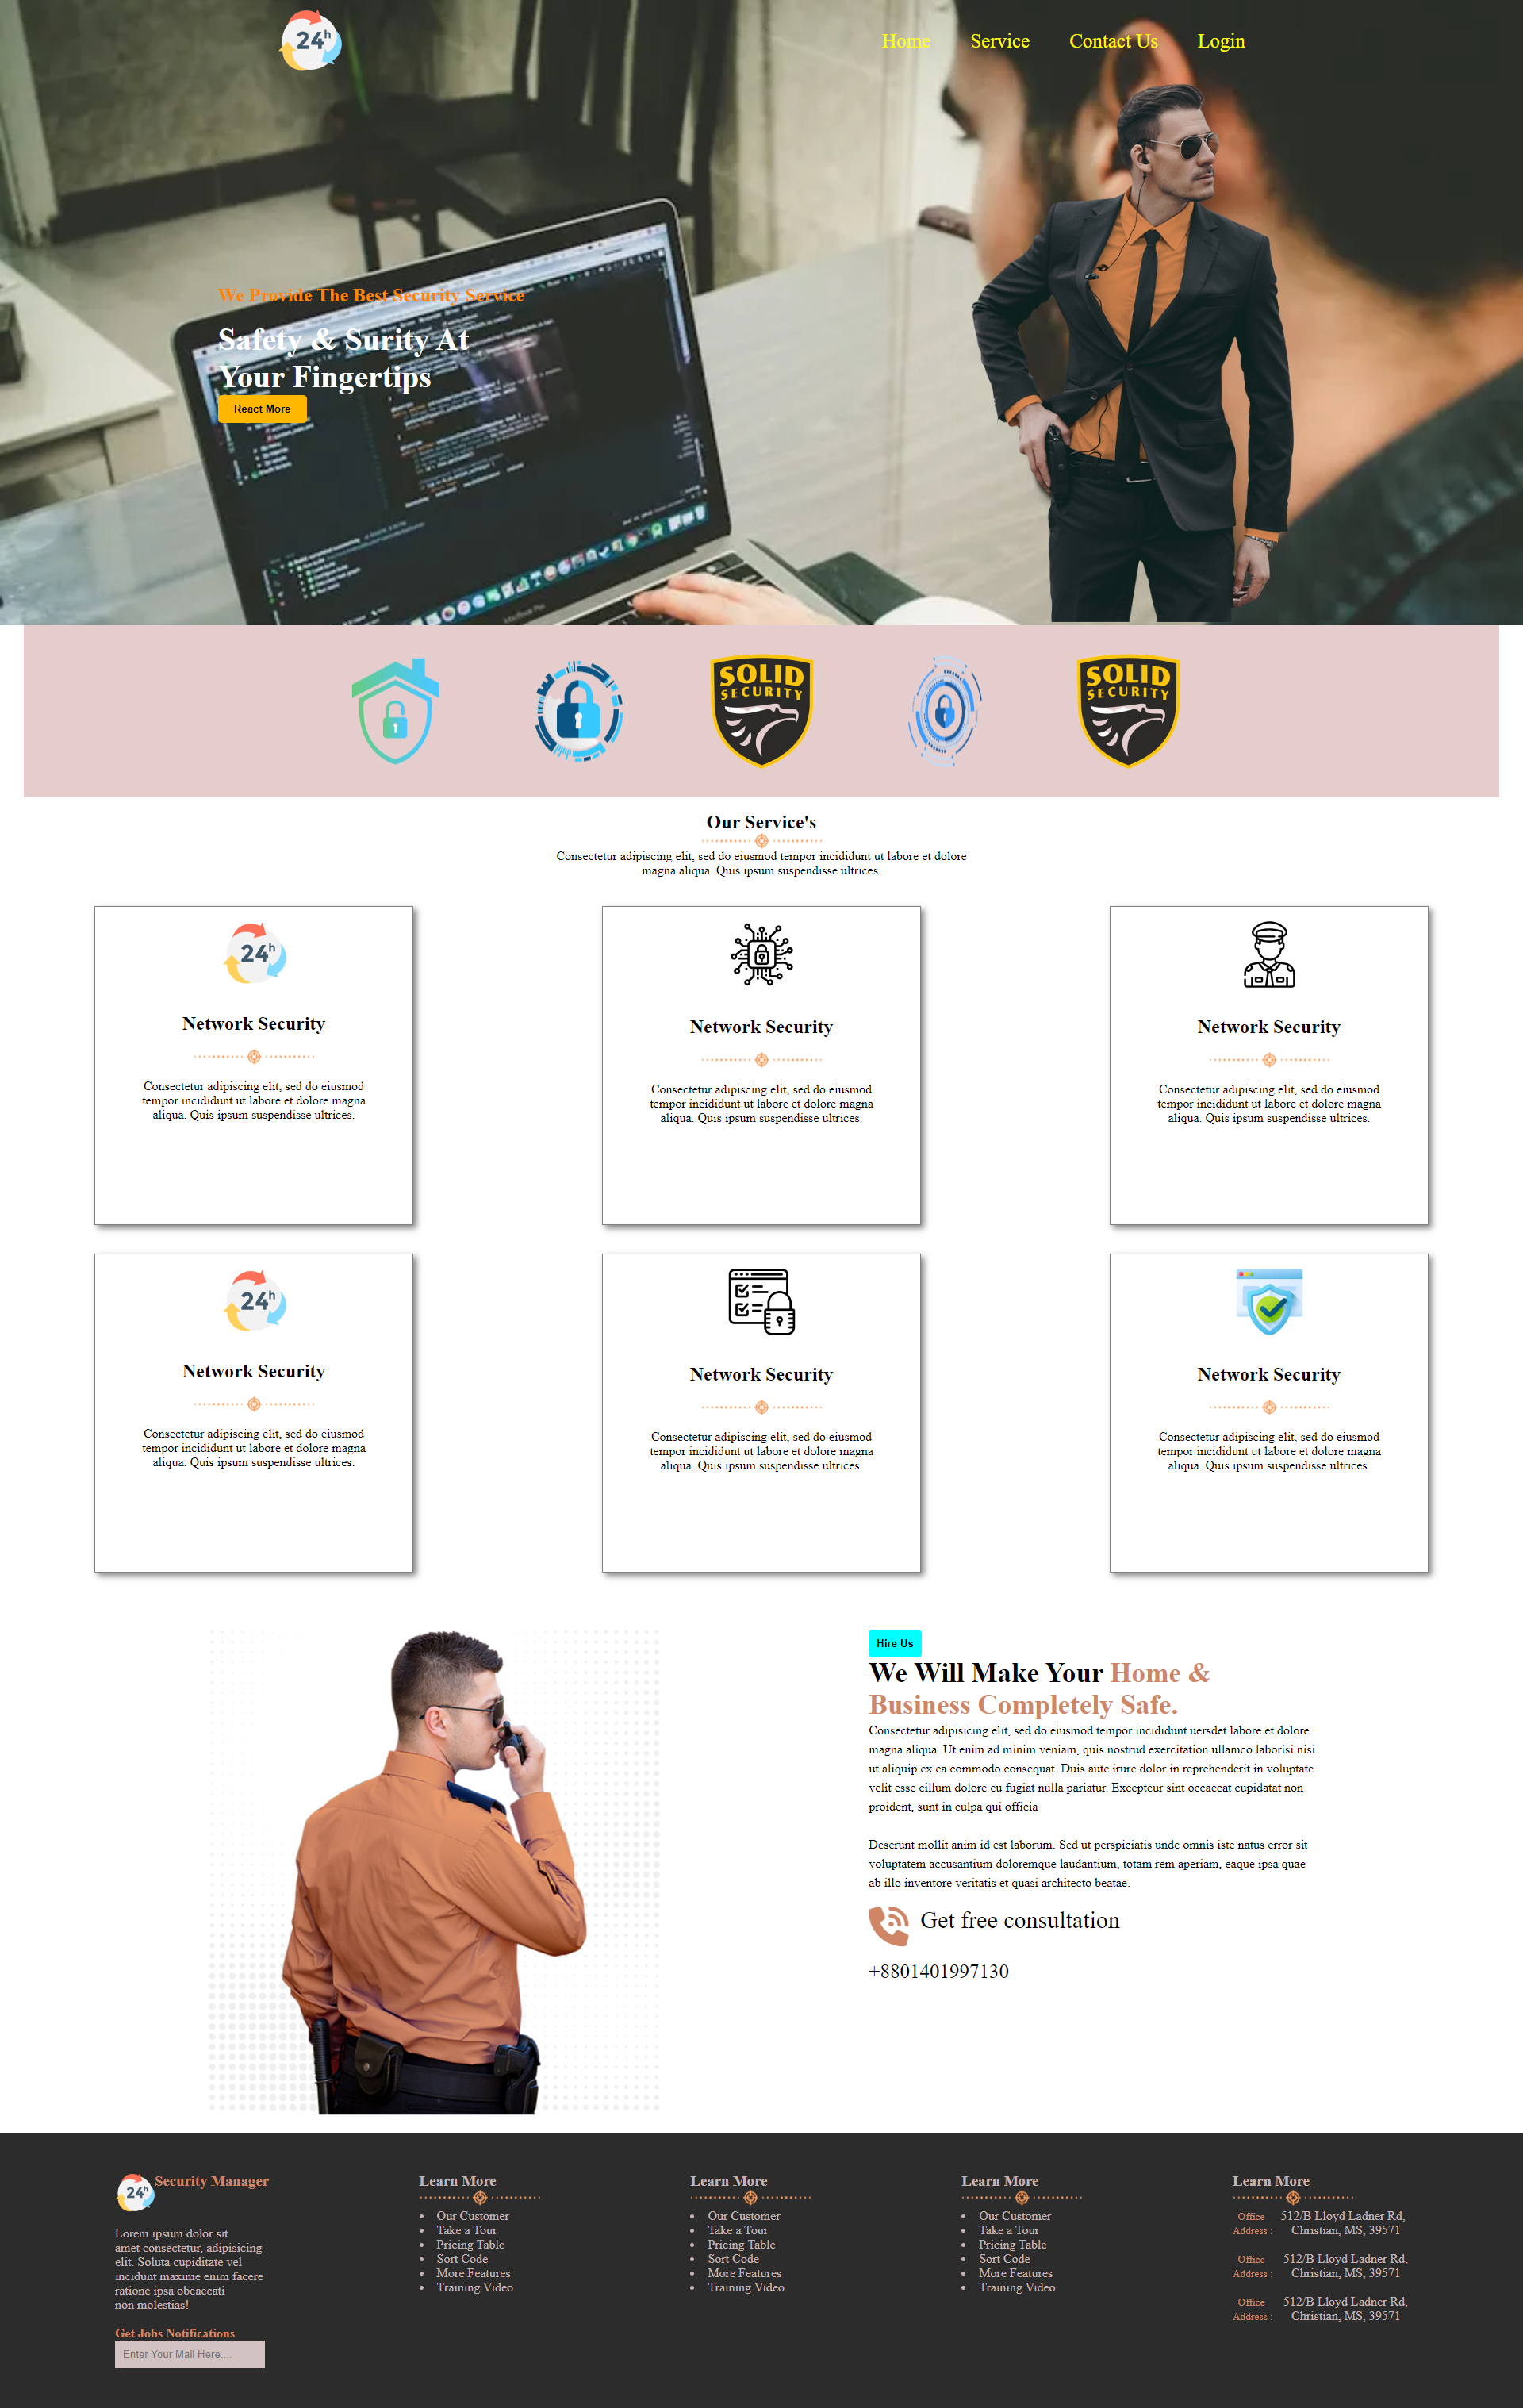 24h
Home Service Contact Us Login
We Provide The Best Security Service
Safety & Surity At
Your Fingertips
React More
MacBook Pro
SOLID
SECURITY
SOLID
SECURITY
Our Service's
Consectetur adipiscing elit, sed do eiusmod tempor incididunt ut labore et dolore
magna aliqua. Quis ipsum suspendisse ultrices.
24h
Network Security
Consectetur adipiscing elit, sed do eiusmod
tempor incididunt ut labore et dolore magna
aliqua. Quis ipsum suspendisse ultrices.
Network Security
Consectetur adipiscing elit, sed do eiusmod
tempor incididunt ut labore et dolore magna
aliqua. Quis ipsum suspendisse ultrices.
Network Security
Consectetur adipiscing elit, sed do eiusmod
tempor incididunt ut labore et dolore magna
aliqua. Quis ipsum suspendisse ultrices.
24h
Network Security
Consectetur adipiscing elit, sed do eiusmod
tempor incididunt ut labore et dolore magna
aliqua. Quis ipsum suspendisse ultrices.
Network Security
Consectetur adipiscing elit, sed do eiusmod
tempor incididunt ut labore et dolore magna
aliqua. Quis ipsum suspendisse ultrices.
Network Security
Consectetur adipiscing elit, sed do eiusmod
tempor incididunt ut labore et dolore magna
aliqua. Quis ipsum suspendisse ultrices.
Hire Us
We Will Make Your Home &
Business Completely Safe.
Consectetur adipisicing elit, sed do eiusmod tempor incididunt uersdet labore et dolore
magna aliqua. Ut enim ad minim veniam, quis nostrud exercitation ullamco laborisi nisi
ut aliquip ex ea commodo consequat. Duis aute irure dolor in reprehenderit in voluptate
velit esse cillum dolore eu fugiat nulla pariatur. Excepteur sint occaecat cupidatat non
proident, sunt in culpa qui officia
Deserunt mollit anim id est laborum. Sed ut perspiciatis unde omnis iste natus error sit
voluptatem accusantium doloremque laudantium, totam rem aperiam, eaque ipsa quae
ab illo inventore veritatis et quasi architecto beatae.
Get free consultation
+8801401997130
24h Security Manager
Lorem ipsum dolor sit
amet consectetur, adipisicing
elit. Soluta cupiditate vel
incidunt maxime enim facere
ratione ipsa obcaecati
non molestias!
Get Jobs Notifications
Enter Your Mail Here....
Learn More
Our Customer
Take a Tour
Pricing Table
Sort Code
More Features
Training Video
Learn More
Our Customer
Take a Tour
Pricing Table
Sort Code
More Features
Training Video
Learn More
Our Customer
Take a Tour
Pricing Table
Sort Code
More Features
Training Video
Learn More
Office 512/B Lloyd Ladner Rd,
Address : Christian, MS, 39571
Office 512/B Lloyd Ladner Rd,
Address : Christian, MS, 39571
Office 512/B Lloyd Ladner Rd,
Address : Christian, MS, 39571